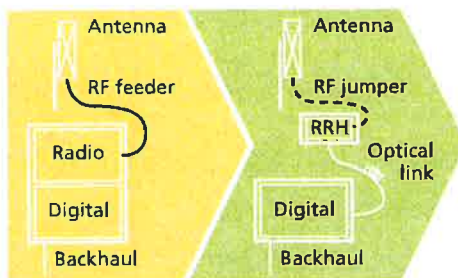 Antenna
RF feeder
Radio
Digital
Backhaul
Antenna
RF jumper
RRH
Optical
link
Digital
Backhaul